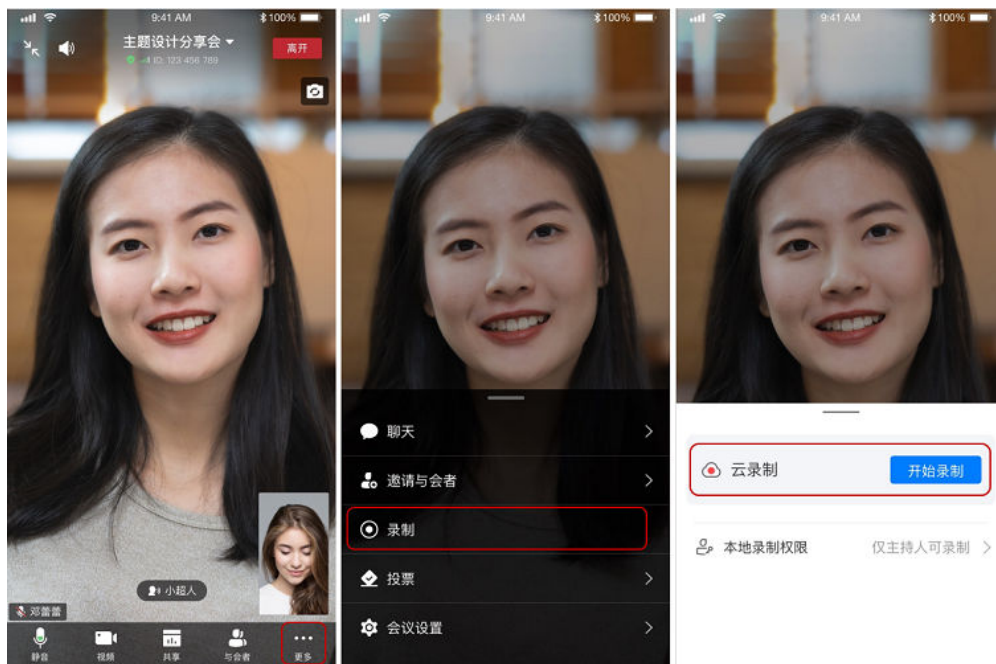 9:41 AM
100%
主题设计分享会
ID: 123 456 789
离开
小超人
邓蕾蕾
静音
视频
共享
与会者
更多
9:41 AM
100%
聊天
邀请与会者
录制
投票
会议设置
9:41 AM
100%
云录制
开始录制
本地录制权限
仅主持人可录制